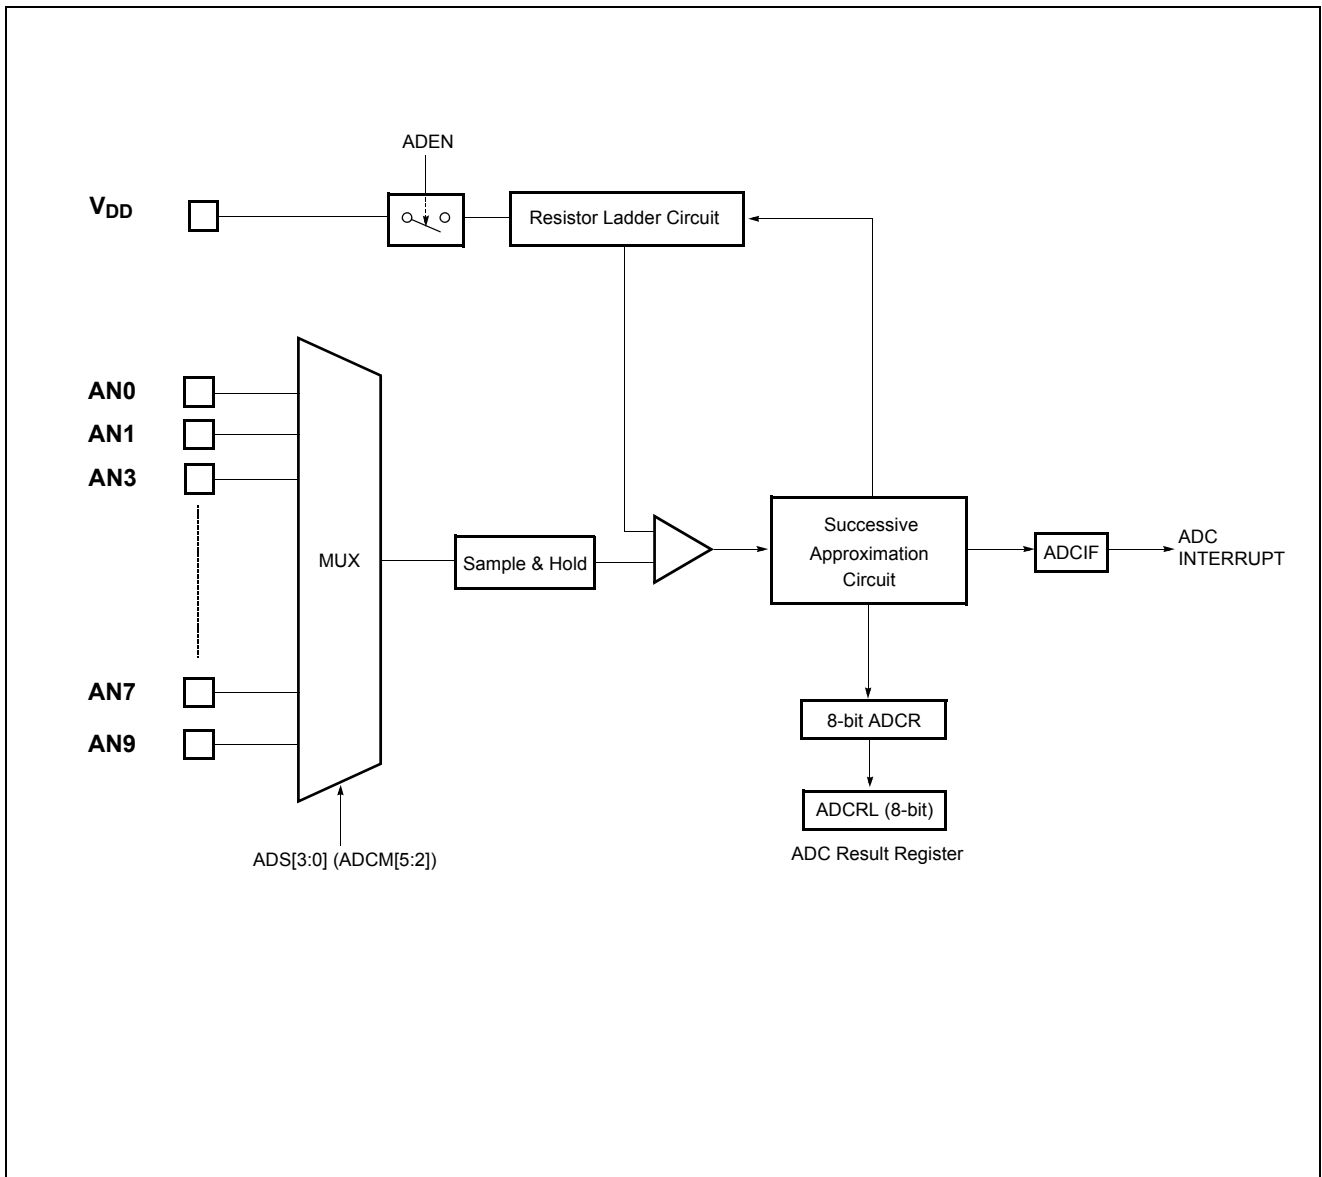 ADEN
VDD
Resistor Ladder Circuit
AN0
AN1
AN3
AN7
AN9
MUX
Sample & Hold
Successive
Approximation
Circuit
ADCIF
ADC
INTERRUPT
8-bit ADCR
ADCRL (8-bit)
ADC Result Register
ADS[3:0] (ADCM[5:2])